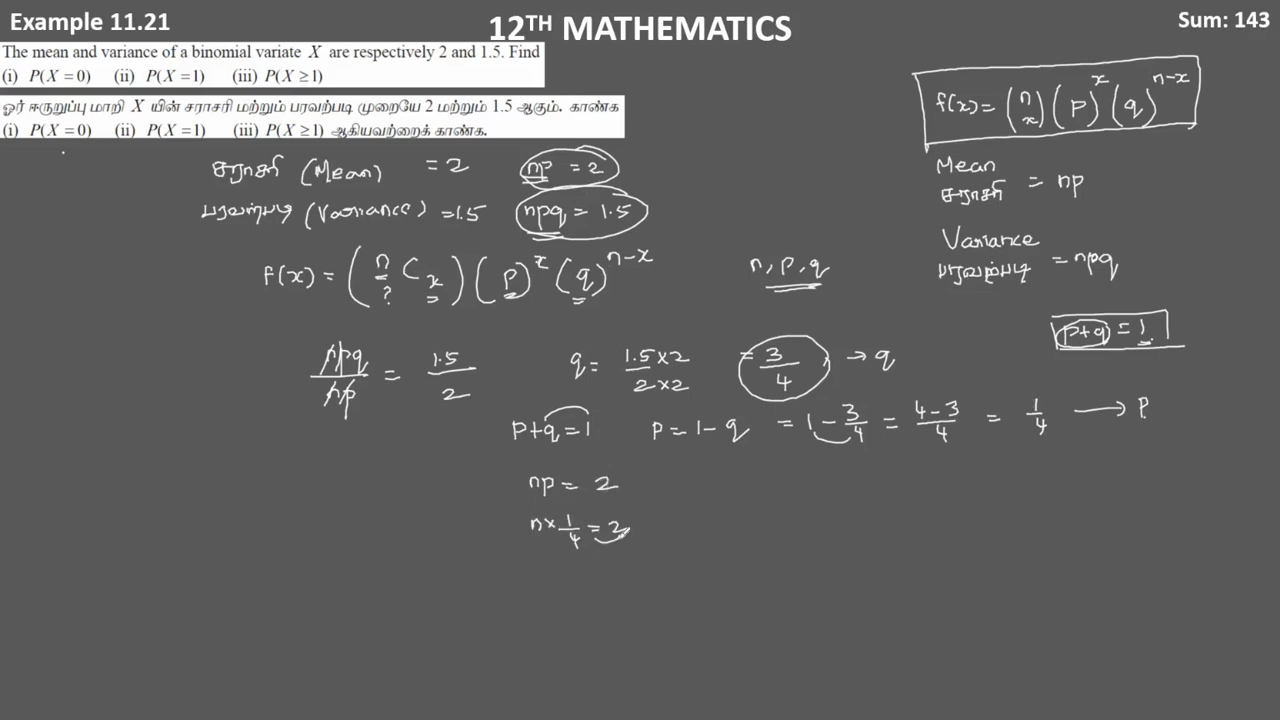 Example 11.21
12TH MATHEMATICS
Sum: 143
The mean and variance of a binomial variate X are respectively 2 and 1.5. Find
(i) P(X = 0) (ii) P(X = 1) (iii) P(X ≥ 1)
ஓர் ஈருறுப்பு மாறி X யின் சராசரி மற்றும் பரவற்படி முறையே 2 மற்றும் 1.5 ஆகும். காண்க
(i) P(X = 0) (ii) P(X = 1) (iii) P(X ≥ 1) ஆகியவற்றைக் காண்க.
f(x) = (n x) (p)^x (q)^n-x
சராசரி (Mean) = 2 np = 2
Mean
சராசரி = np
பரவற்படி (Variance) = 1.5 npq = 1.5
Variance
பரவற்படி = npq
f(x) = (n C x) (p)^x (q)^n-x
?
n, p, q
p+q = 1
npq/np = 1.5/2 q = 1.5×2/2×2 = 3/4 → q
p+q = 1 p = 1 - q = 1 - 3/4 = 4-3/4 = 1/4 → p
np = 2
n × 1/4 = 2